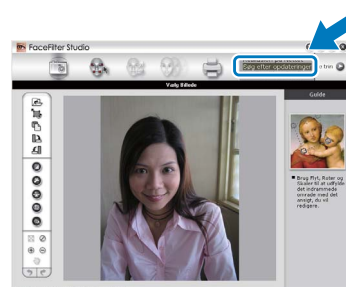 FaceFilter Studio
Søg efter opdateringer
trin
Vælg Billede
Guide
Brug Flyt, Roter og
Skaler til at udfylde
det indrammede
område med det
ansigt, du vil
redigere.